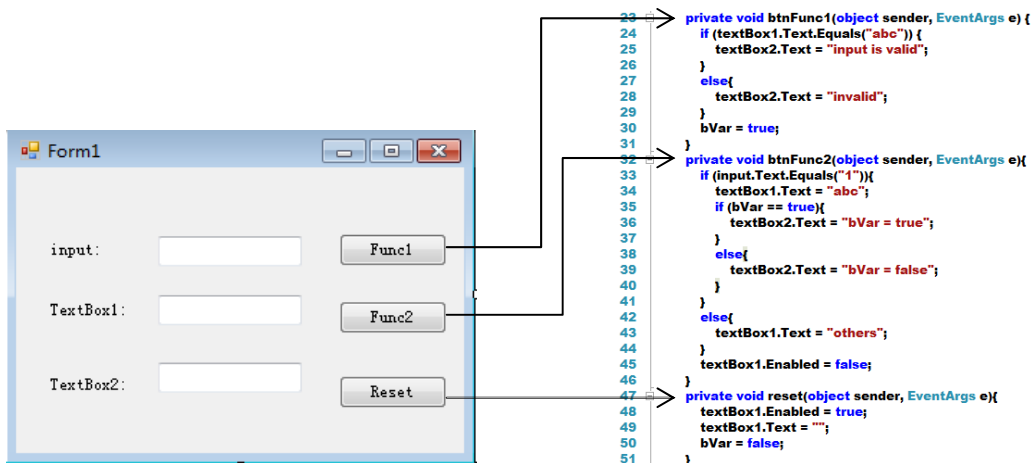 Form1
input:
Func1
TextBox1:
Func2
TextBox2:
Reset
23 private void btnFunc1(object sender, EventArgs e) {
24 if (textBox1.Text.Equals("abc")) {
25 textBox2.Text = "input is valid";
26 }
27 else{
28 textBox2.Text = "invalid";
29 }
30 bVar = true;
31 }
32 private void btnFunc2(object sender, EventArgs e){
33 if (input.Text.Equals("1")){
34 textBox1.Text = "abc";
35 if (bVar == true){
36 textBox2.Text = "bVar = true";
37 }
38 else{
39 textBox2.Text = "bVar = false";
40 }
41 }
42 else{
43 textBox1.Text = "others";
44 }
45 textBox1.Enabled = false;
46 }
47 private void reset(object sender, EventArgs e){
48 textBox1.Enabled = true;
49 textBox1.Text = "";
50 bVar = false;
51 }